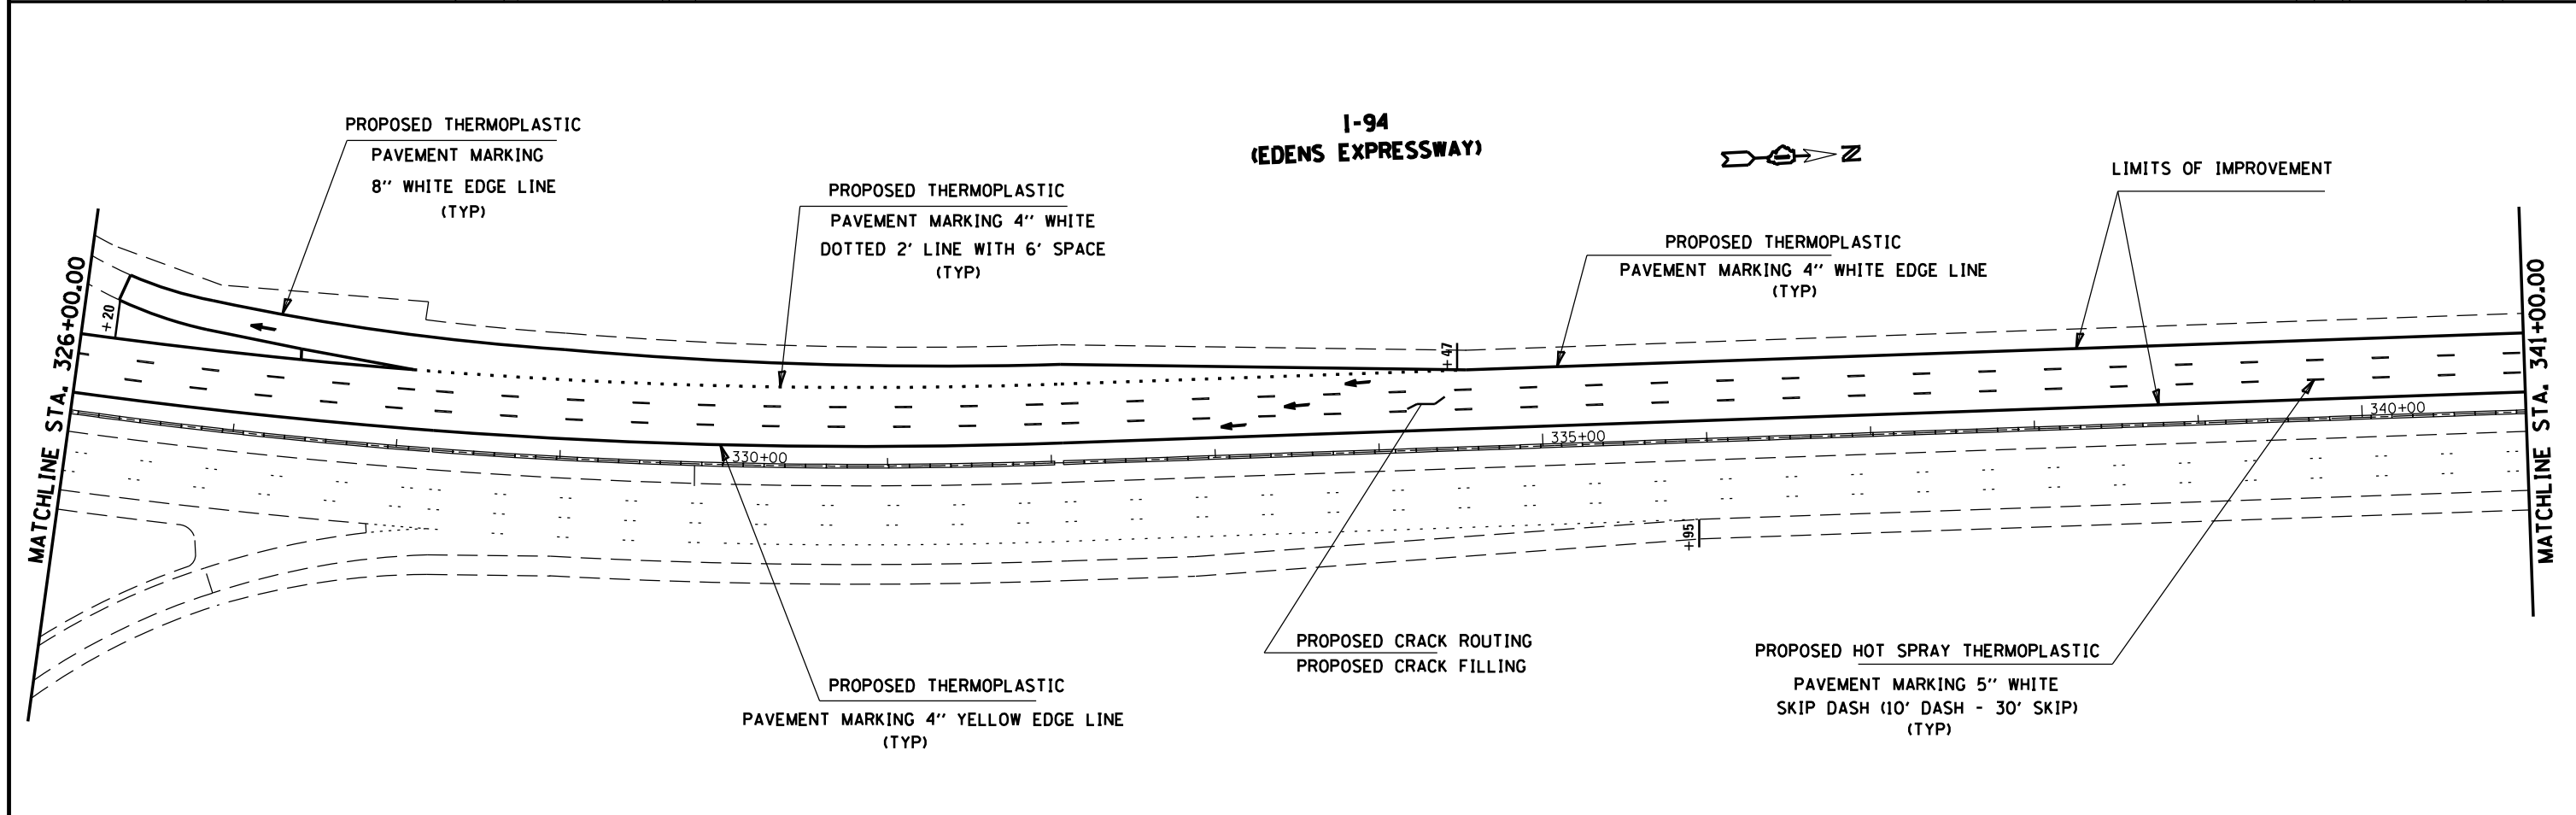 I-94
(EDENS EXPRESSWAY)
N
PROPOSED THERMOPLASTIC
PAVEMENT MARKING
8'' WHITE EDGE LINE
(TYP)
PROPOSED THERMOPLASTIC
PAVEMENT MARKING 4'' WHITE
DOTTED 2' LINE WITH 6' SPACE
(TYP)
PROPOSED THERMOPLASTIC
PAVEMENT MARKING 4'' WHITE EDGE LINE
(TYP)
LIMITS OF IMPROVEMENT
MATCHLINE STA. 326+00.00
+20
+47
330+00
335+00
340+00
+95
MATCHLINE STA. 341+00.00
PROPOSED THERMOPLASTIC
PAVEMENT MARKING 4'' YELLOW EDGE LINE
(TYP)
PROPOSED CRACK ROUTING
PROPOSED CRACK FILLING
PROPOSED HOT SPRAY THERMOPLASTIC
PAVEMENT MARKING 5'' WHITE
SKIP DASH (10' DASH - 30' SKIP)
(TYP)